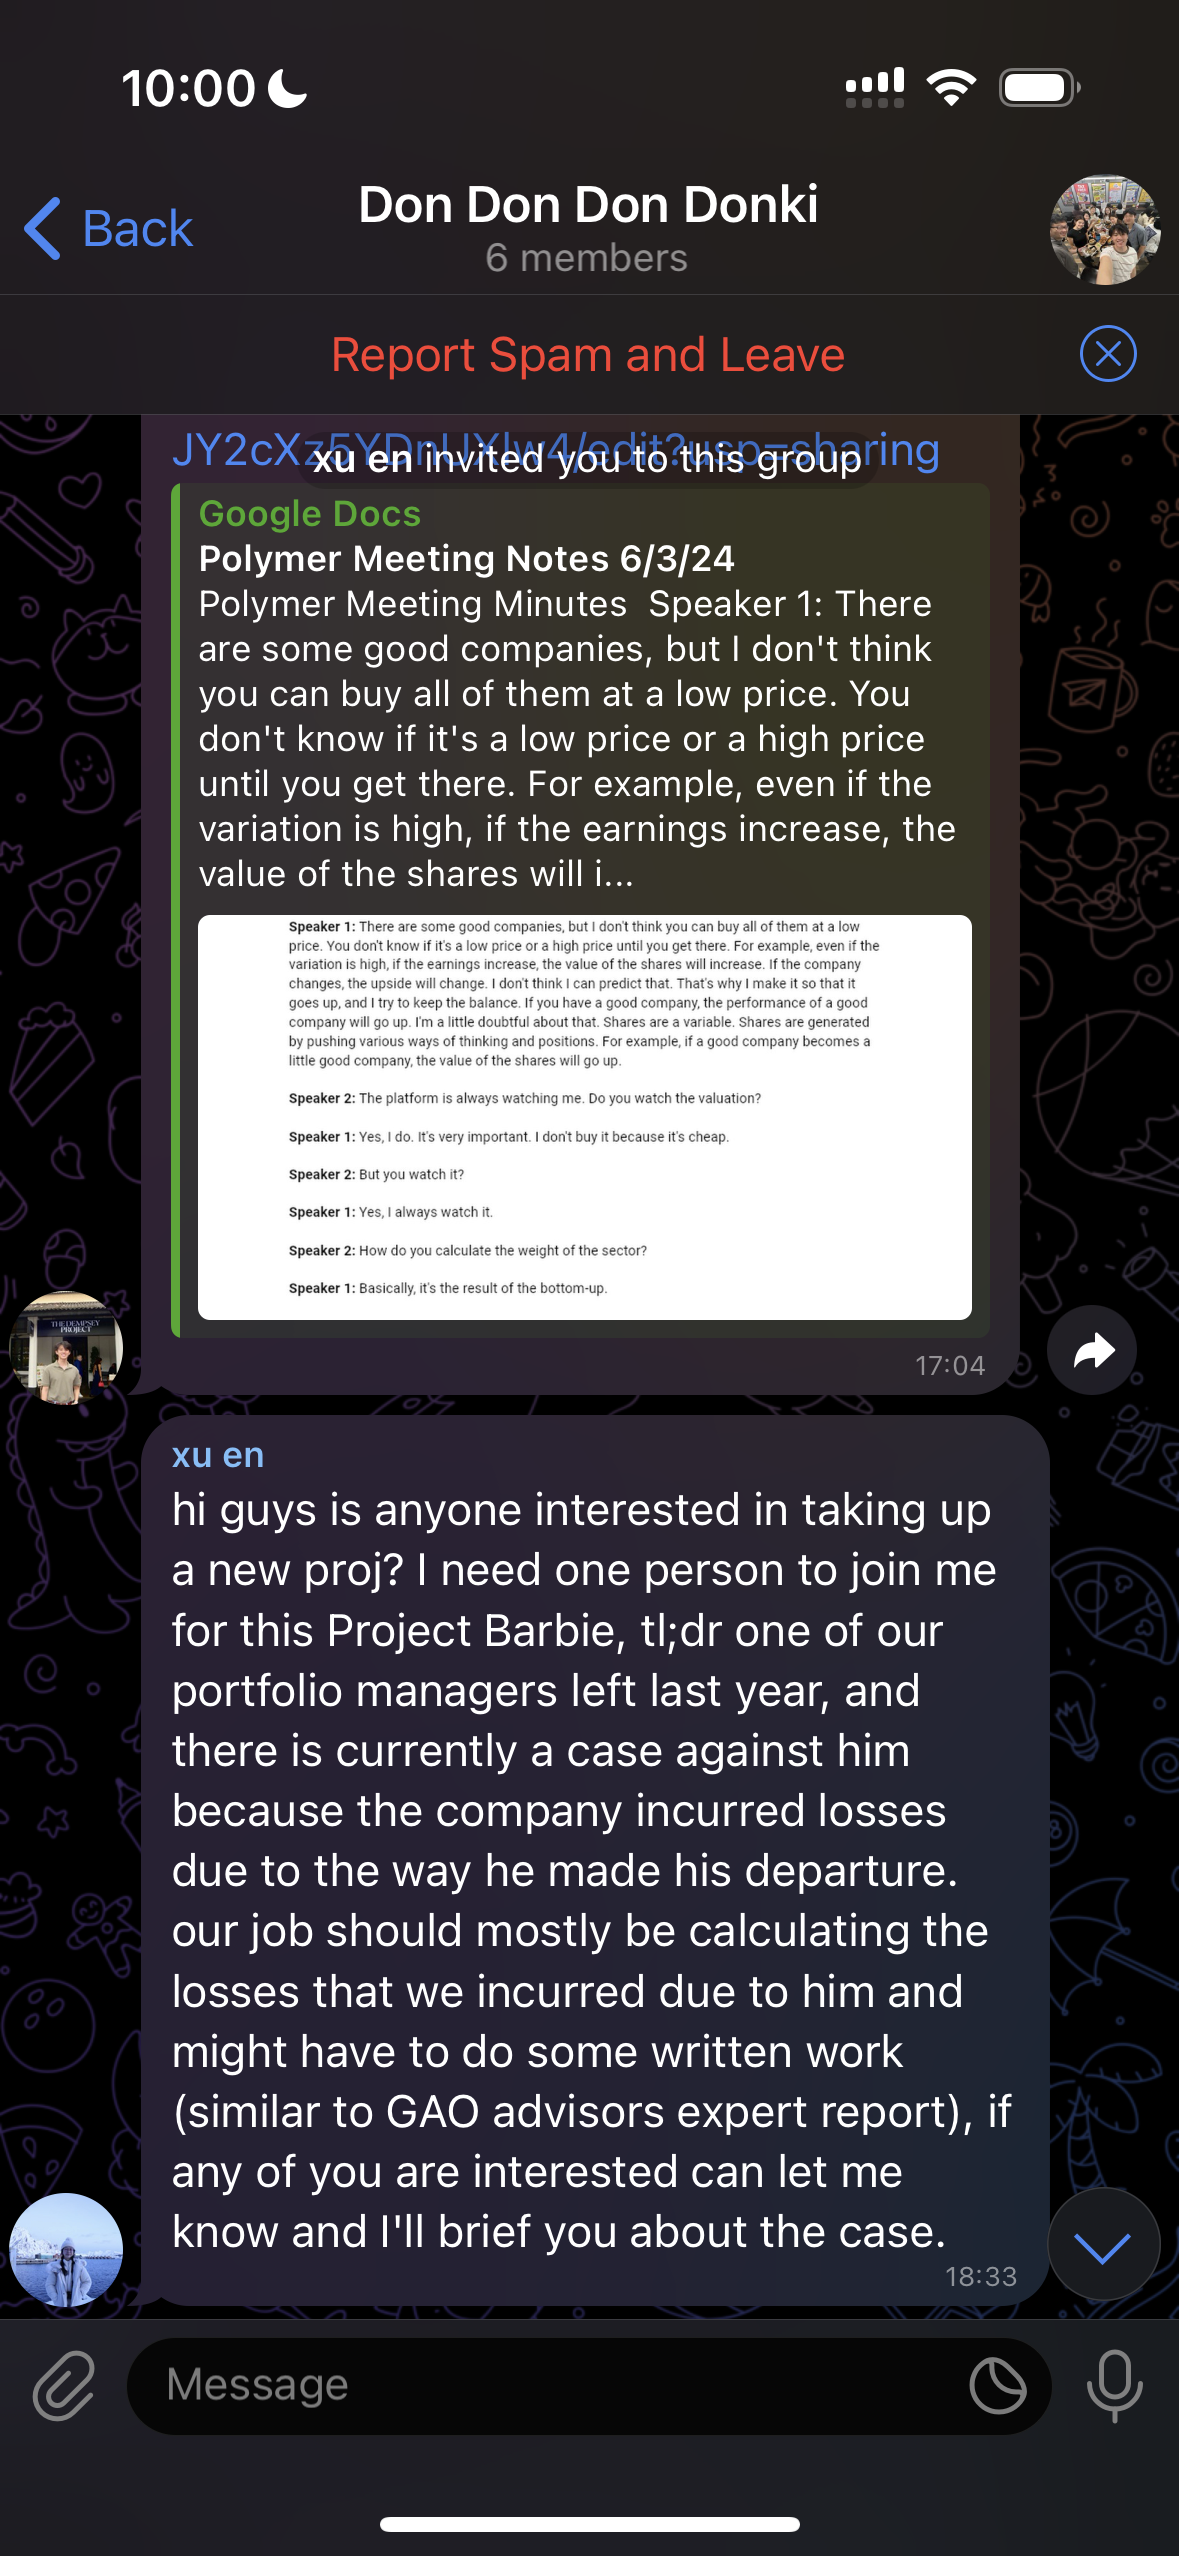 10:00
Back
Don Don Don Donki
6 members
Report Spam and Leave
JY2cXz5YDnUXlw4/edit?usp=sharing
xu en invited you to this group
Google Docs
Polymer Meeting Notes 6/3/24
Polymer Meeting Minutes  Speaker 1: There
are some good companies, but I don't think
you can buy all of them at a low price. You
don't know if it's a low price or a high price
until you get there. For example, even if the
variation is high, if the earnings increase, the
value of the shares will i...
Speaker 1: There are some good companies, but I don't think you can buy all of them at a low
price. You don't know if it's a low price or a high price until you get there. For example, even if the
variation is high, if the earnings increase, the value of the shares will increase. If the company
changes, the upside will change. I don't think I can predict that. That's why I make it so that it
goes up, and I try to keep the balance. If you have a good company, the performance of a good
company will go up. I'm a little doubtful about that. Shares are a variable. Shares are generated
by pushing various ways of thinking and positions. For example, if a good company becomes a
little good company, the value of the shares will go up.
Speaker 2: The platform is always watching me. Do you watch the valuation?
Speaker 1: Yes, I do. It's very important. I don't buy it because it's cheap.
Speaker 2: But you watch it?
Speaker 1: Yes, I always watch it.
Speaker 2: How do you calculate the weight of the sector?
Speaker 1: Basically, it's the result of the bottom-up.
THE DEMPSEY
PROJECT
17:04
xu en
hi guys is anyone interested in taking up
a new proj? I need one person to join me
for this Project Barbie, tl;dr one of our
portfolio managers left last year, and
there is currently a case against him
because the company incurred losses
due to the way he made his departure.
our job should mostly be calculating the
losses that we incurred due to him and
might have to do some written work
(similar to GAO advisors expert report), if
any of you are interested can let me
know and I'll brief you about the case.
18:33
Message